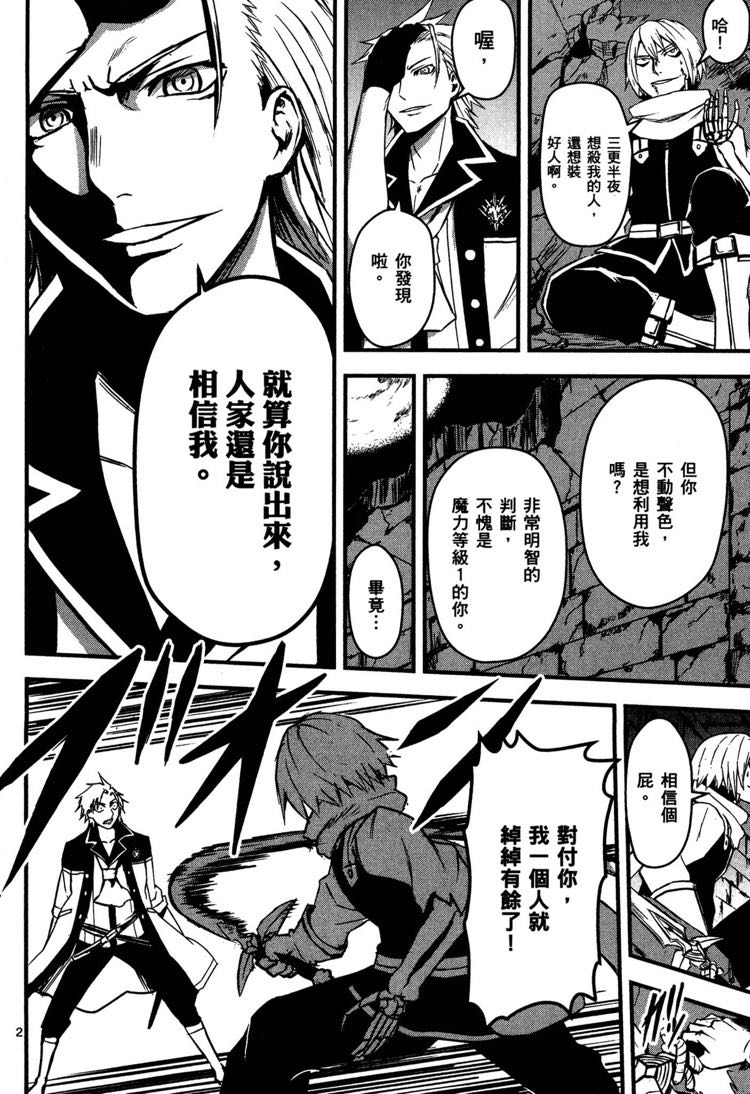 哈！
三更半夜
想殺我的人，
還想裝
好人啊。
喔，
你發現
啦。
就算你說出來，
人家還是
相信我。
但你
不動聲色，
是想利用我
嗎？
非常明智的
判斷，
不愧是
魔力等級1的你。
畢竟…
相信個
屁。
對付你，
我一個人就
綽綽有餘了！
2